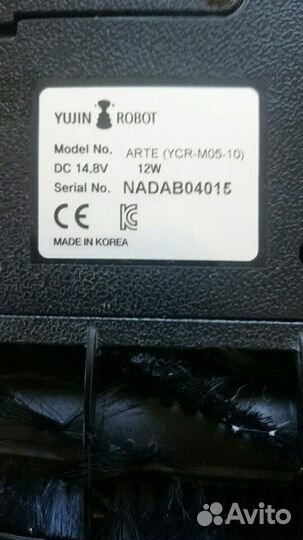 YUJIN ROBOT
Model No. ARTE (YCR-M05-10)
DC 14,8V 12W
Serial No. NADAB04015
CE
MADE IN KOREA
Avito